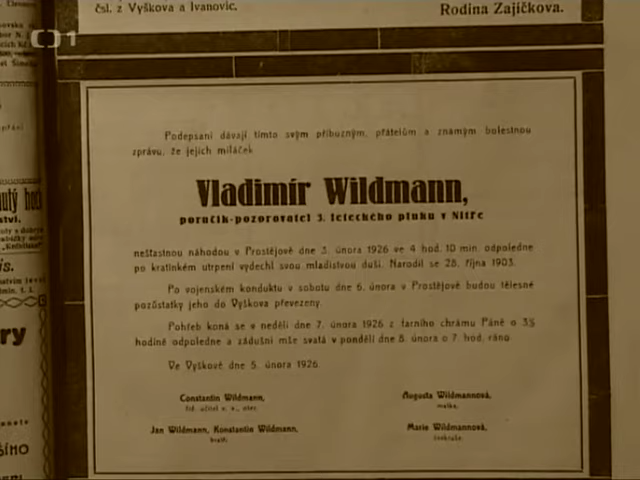 čsl. z Vyškova a Ivanovic.
Rodina Zajíčkova.
1
Podepsaní dávají tímto svým příbuzným, přátelům a známým bolestnou
zprávu, že jejich miláček
Vladimír Wildmann,
poručík-pozorovatel 3. leteckého pluku v Nitře
nešťastnou náhodou v Prostějově dne 3. února 1926 ve 4 hod. 10 min. odpoledne
po krátkém utrpení vydechl svou mladistvou duši. Narodil se 28. října 1903.
Po vojenském konduktu v sobotu dne 6. února v Prostějově budou tělesné
pozůstatky jeho do Vyškova převezeny.
Pohřeb koná se v neděli dne 7. února 1926 z farního chrámu Páně o
hodině odpoledne a zádušní mše svatá v pondělí dne 8. února o 7. hod. ráno.
Ve Vyškově dne 5. února 1926.
Constantin Wildmann,
říd. učitel v. v., otec.
Augusta Wildmannová,
matka.
Jan Wildmann, Konstantin Wildmann,
bratři.
Marie Wildmannová,
ry